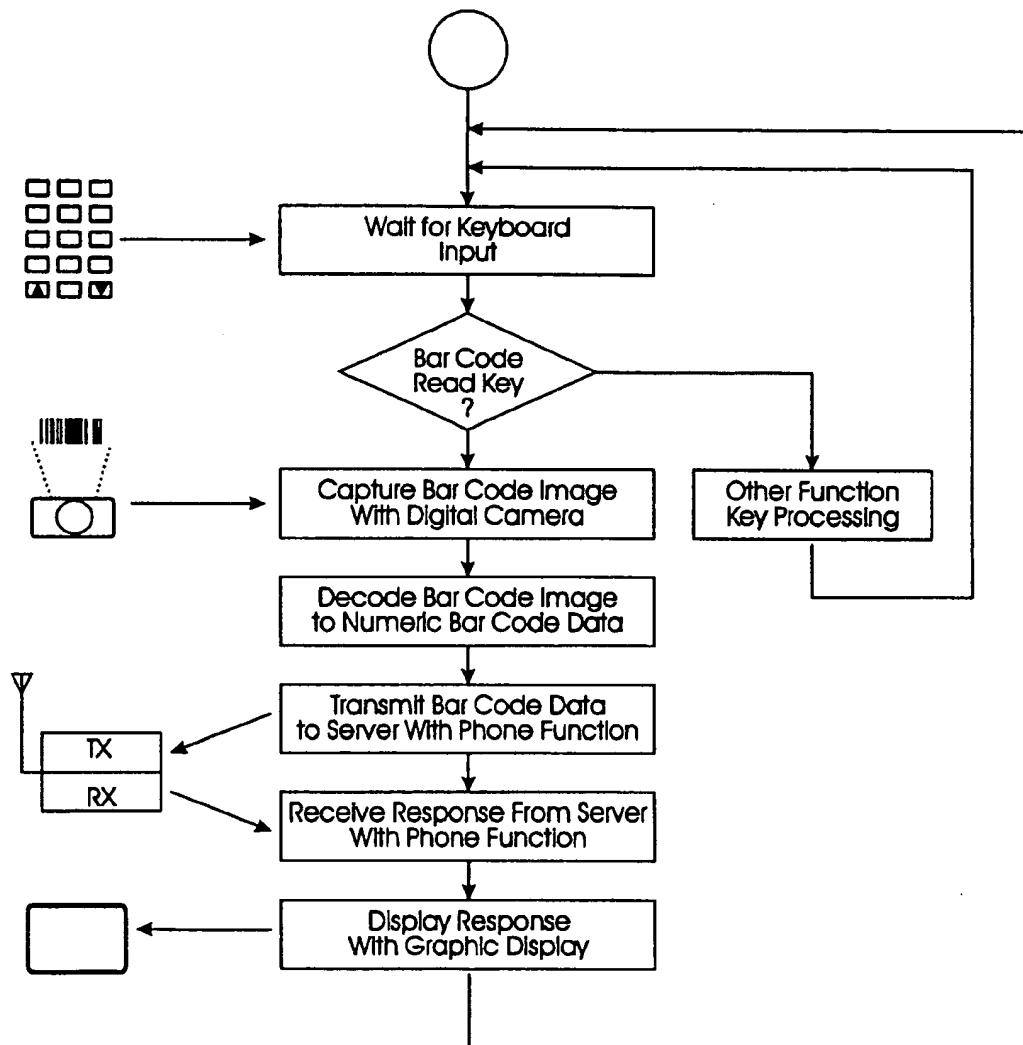 Wait for Keyboard
Input
Bar Code
Read Key
?
Capture Bar Code Image
With Digital Camera
Other Function
Key Processing
Decode Bar Code Image
to Numeric Bar Code Data
Transmit Bar Code Data
to Server With Phone Function
TX
RX
Receive Response From Server
With Phone Function
Display Response
With Graphic Display